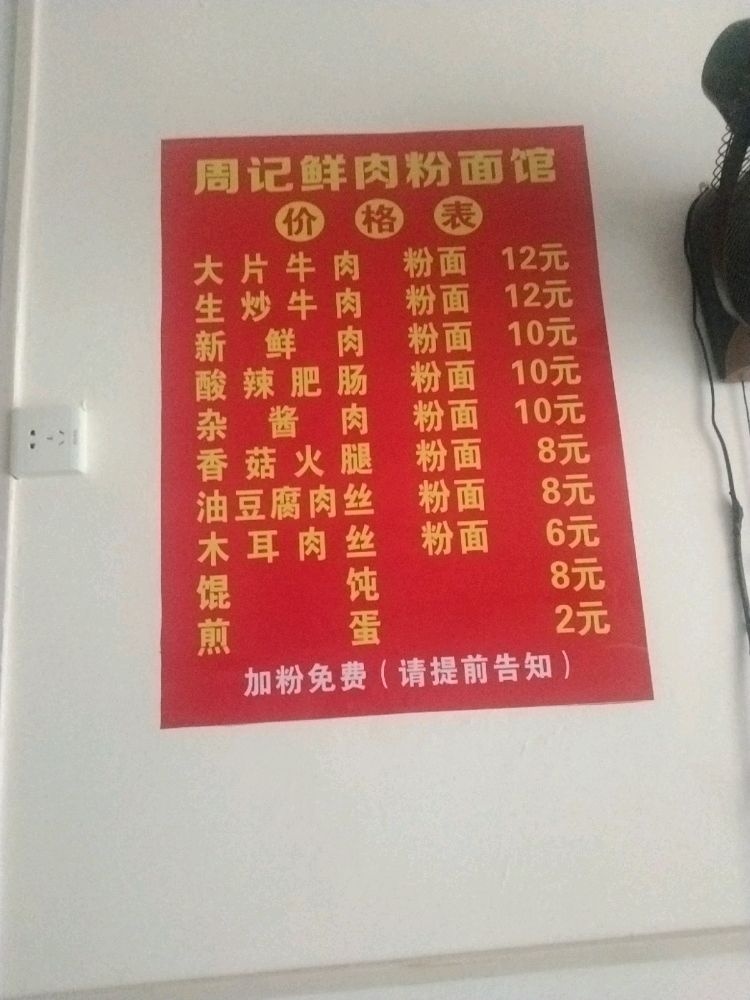 周记鲜肉粉面馆
价格表
大片牛肉 粉面 12元
生炒牛肉 粉面 12元
新鲜肉 粉面 10元
酸辣肥肠 粉面 10元
杂酱肉 粉面 10元
香菇火腿 粉面 8元
油豆腐肉丝 粉面 8元
木耳肉丝 粉面 6元
馄饨 8元
煎蛋 2元
加粉免费（请提前告知）